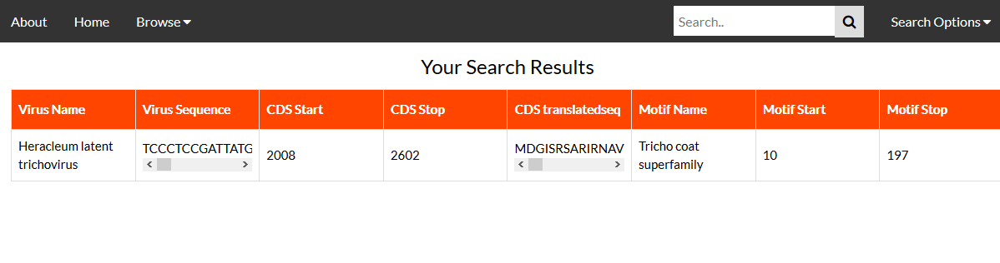 About Home Browse Search.. Search Options
Your Search Results
Virus Name Virus Sequence CDS Start CDS Stop CDS translatedseq Motif Name Motif Start Motif Stop
Heracleum latent TCCCTCCGATTATG 2008 2602 MDGISRSARIRNAV Tricho coat 10 197
trichovirus superfamily